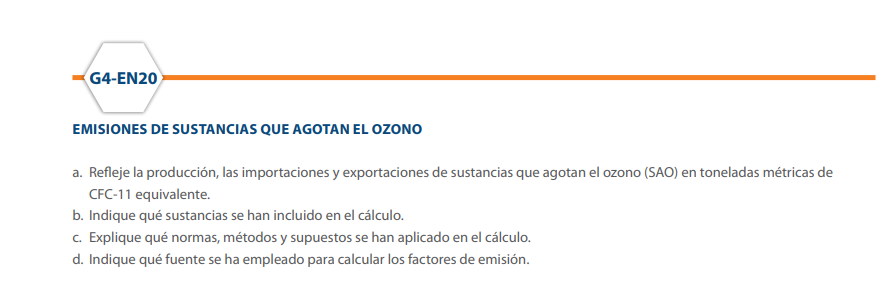 G4-EN20
EMISIONES DE SUSTANCIAS QUE AGOTAN EL OZONO
a. Refleje la producción, las importaciones y exportaciones de sustancias que agotan el ozono (SAO) en toneladas métricas de
CFC-11 equivalente.
b. Indique qué sustancias se han incluido en el cálculo.
c. Explique qué normas, métodos y supuestos se han aplicado en el cálculo.
d. Indique qué fuente se ha empleado para calcular los factores de emisión.